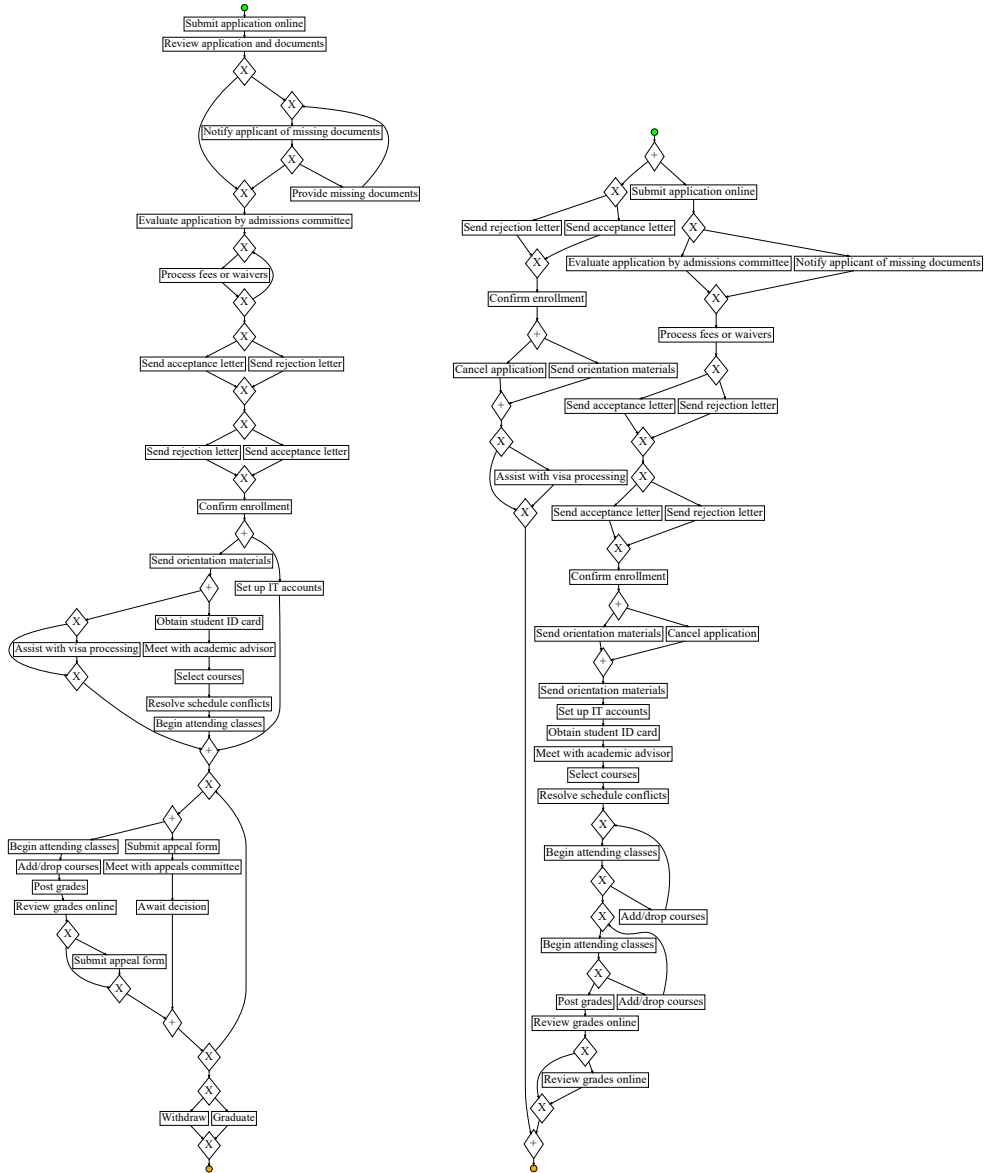 Submit application online
Review application and documents
X
X
Notify applicant of missing documents
X
Provide missing documents
X
Evaluate application by admissions committee
X
Process fees or waivers
X
X
Send acceptance letter
Send rejection letter
X
X
Send rejection letter
Send acceptance letter
X
Confirm enrollment
+
Send orientation materials
Set up IT accounts
+
X
Obtain student ID card
Assist with visa processing
Meet with academic advisor
X
Select courses
Resolve schedule conflicts
Begin attending classes
+
X
+
Begin attending classes
Submit appeal form
Add/drop courses
Meet with appeals committee
Post grades
Review grades online
Await decision
X
Submit appeal form
X
+
X
X
Withdraw
Graduate
X
+
X
Submit application online
Send rejection letter
Send acceptance letter
X
X
Evaluate application by admissions committee
Notify applicant of missing documents
Confirm enrollment
X
+
Process fees or waivers
Cancel application
Send orientation materials
X
+
Send acceptance letter
Send rejection letter
X
X
Assist with visa processing
X
X
Send acceptance letter
Send rejection letter
X
Confirm enrollment
+
Send orientation materials
Cancel application
+
Send orientation materials
Set up IT accounts
Obtain student ID card
Meet with academic advisor
Select courses
Resolve schedule conflicts
X
Begin attending classes
X
Add/drop courses
X
Begin attending classes
X
Post grades
Add/drop courses
Review grades online
X
Review grades online
X
+